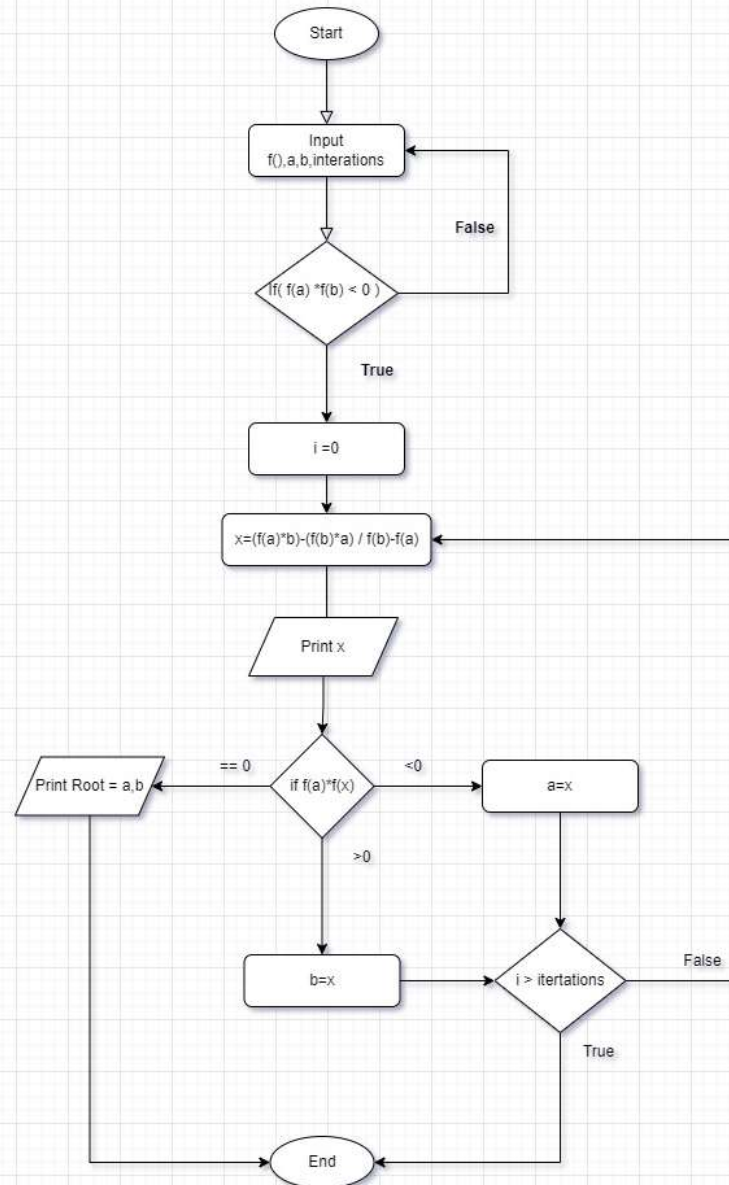 Start
Input
f(),a,b,interations
False
If( f(a) *f(b) < 0 )
True
i =0
x=(f(a)*b)-(f(b)*a) / f(b)-f(a)
Print x
== 0
<0
Print Root = a,b
if f(a)*f(x)
a=x
>0
b=x
i > itertations
False
True
End